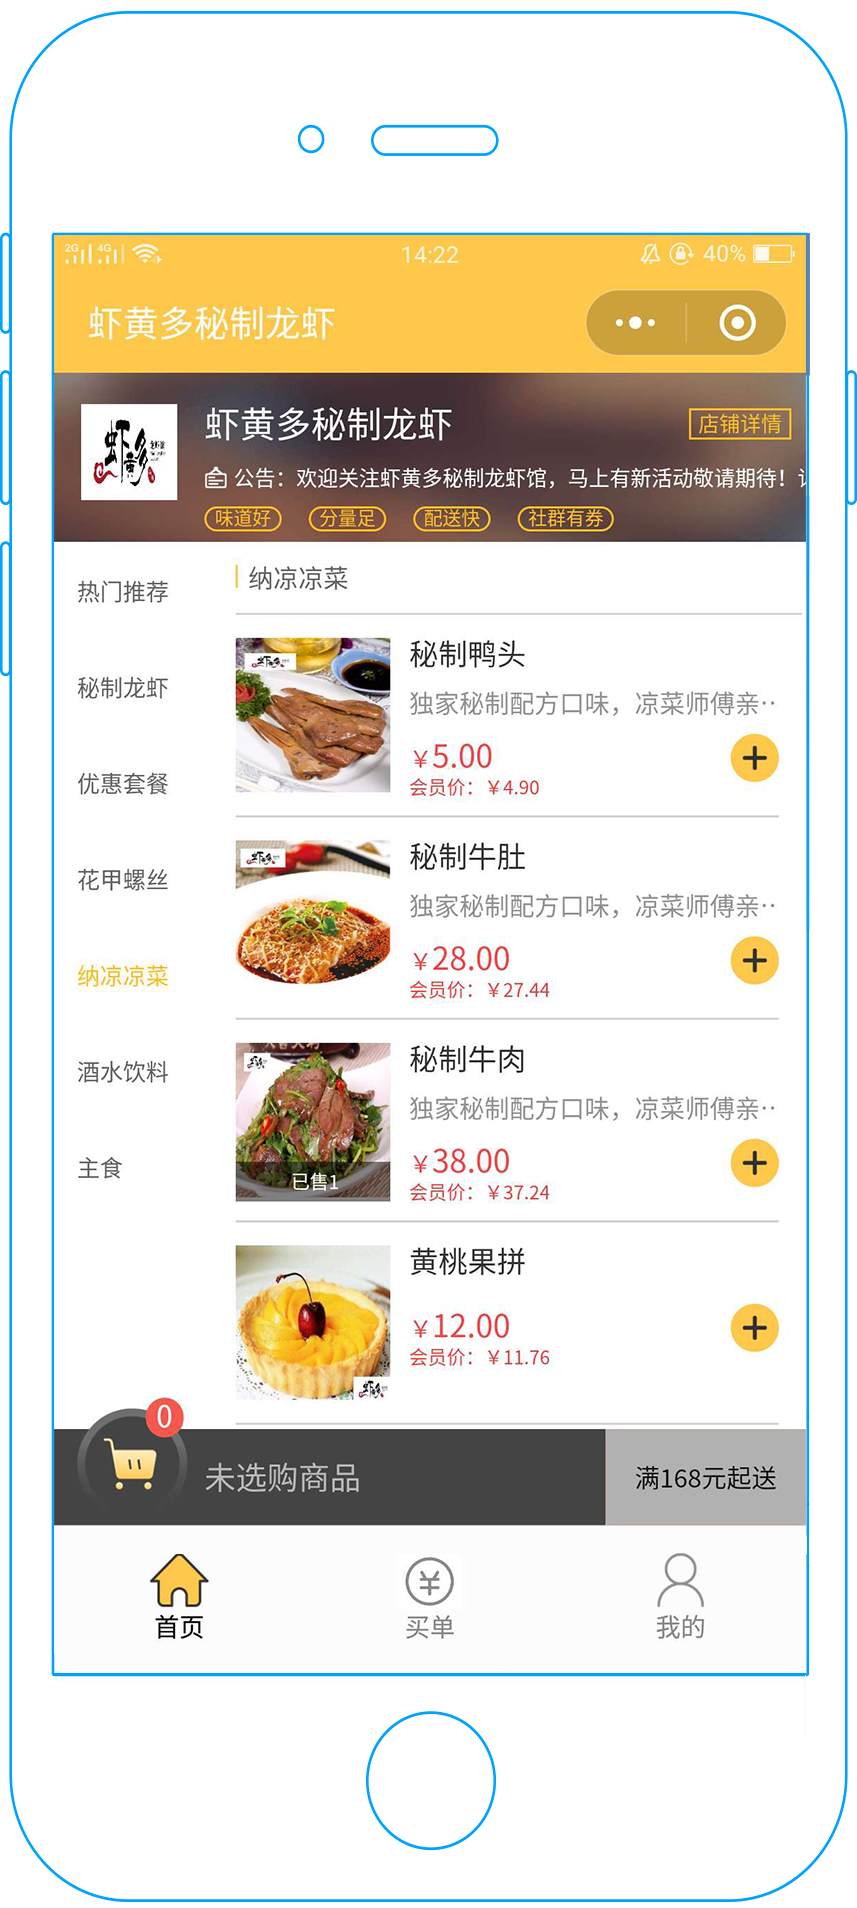 2G 4G 14:22 40%
虾黄多秘制龙虾
虾黄多
虾黄多秘制龙虾
店铺详情
公告：欢迎关注虾黄多秘制龙虾馆，马上有新活动敬请期待！
味道好 分量足 配送快 社群有券
热门推荐
秘制龙虾
优惠套餐
花甲螺丝
纳凉凉菜
酒水饮料
主食
纳凉凉菜
秘制鸭头
独家秘制配方口味，凉菜师傅亲··
￥5.00
会员价：￥4.90
秘制牛肚
独家秘制配方口味，凉菜师傅亲··
￥28.00
会员价：￥27.44
已售1
秘制牛肉
独家秘制配方口味，凉菜师傅亲··
￥38.00
会员价：￥37.24
黄桃果拼
￥12.00
会员价：￥11.76
0
未选购商品
满168元起送
首页
买单
我的